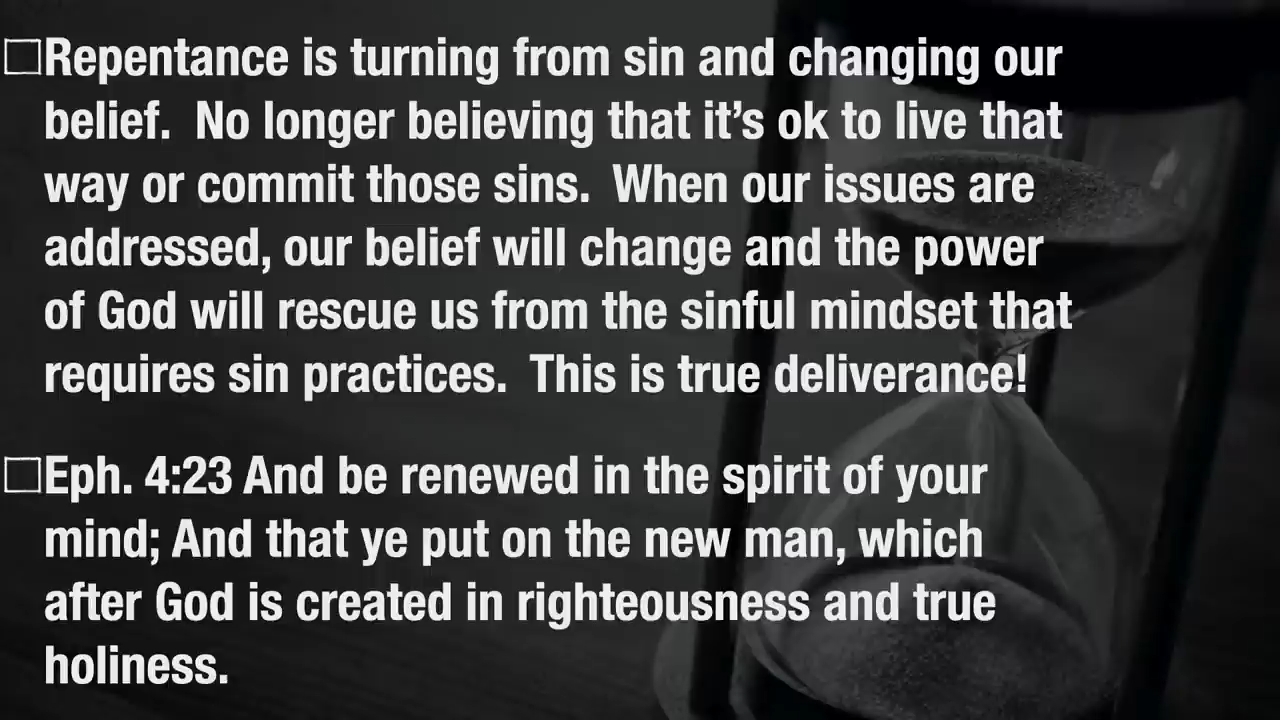 Repentance is turning from sin and changing our
belief.  No longer believing that it’s ok to live that
way or commit those sins.  When our issues are
addressed, our belief will change and the power
of God will rescue us from the sinful mindset that
requires sin practices.  This is true deliverance!
Eph. 4:23 And be renewed in the spirit of your
mind; And that ye put on the new man, which
after God is created in righteousness and true
holiness.